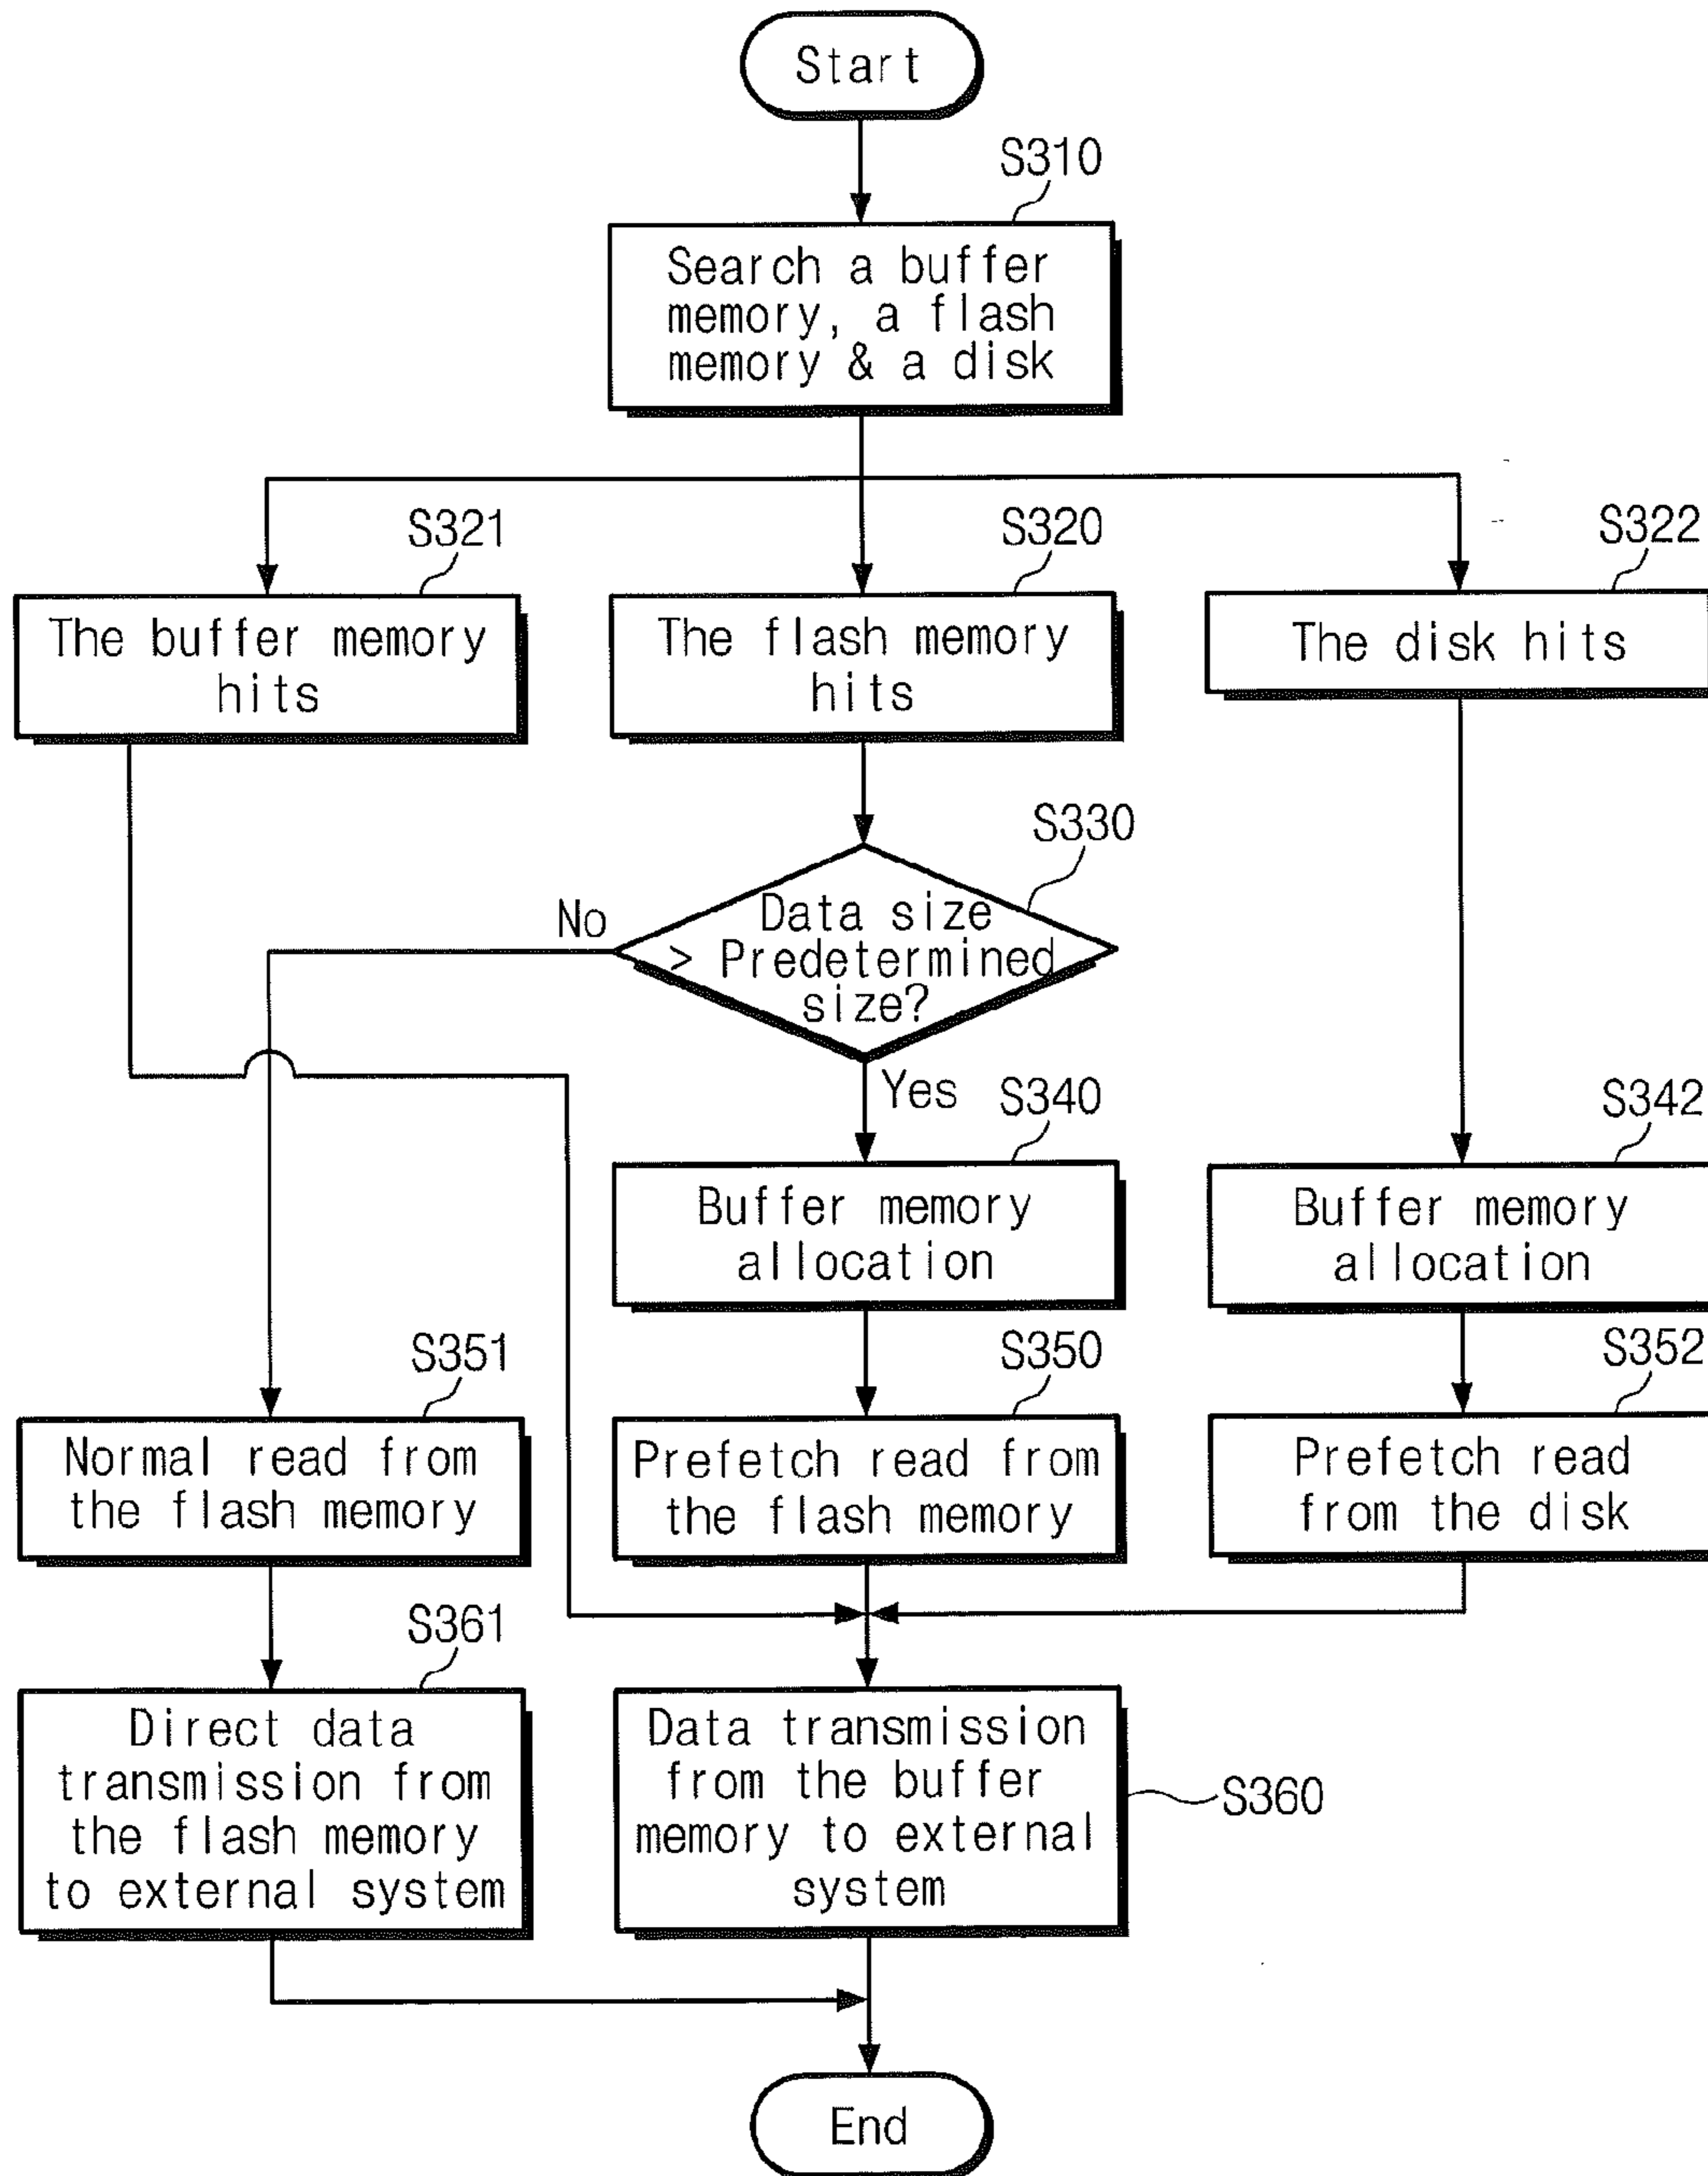 Start
S310
Search a buffer
memory, a flash
memory & a disk
S321
S320
S322
The buffer memory
hits
The flash memory
hits
The disk hits
S330
No
Data size
> Predetermined
size?
Yes
S340
S342
Buffer memory
allocation
Buffer memory
allocation
S351
S350
S352
Normal read from
the flash memory
Prefetch read from
the flash memory
Prefetch read
from the disk
S361
Direct data
transmission from
the flash memory
to external system
Data transmission
from the buffer
memory to external
system
S360
End